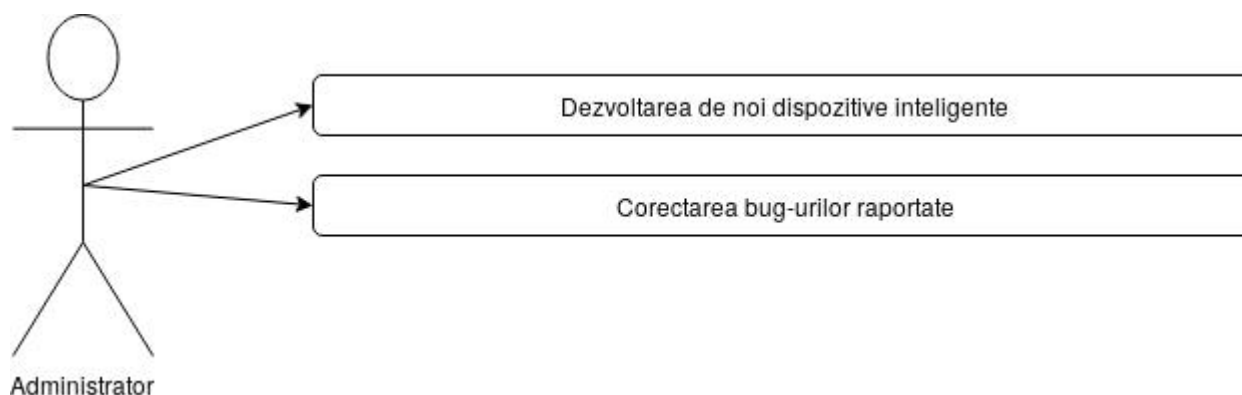 Dezvoltarea de noi dispozitive inteligente
Corectarea bug-urilor raportate
Administrator